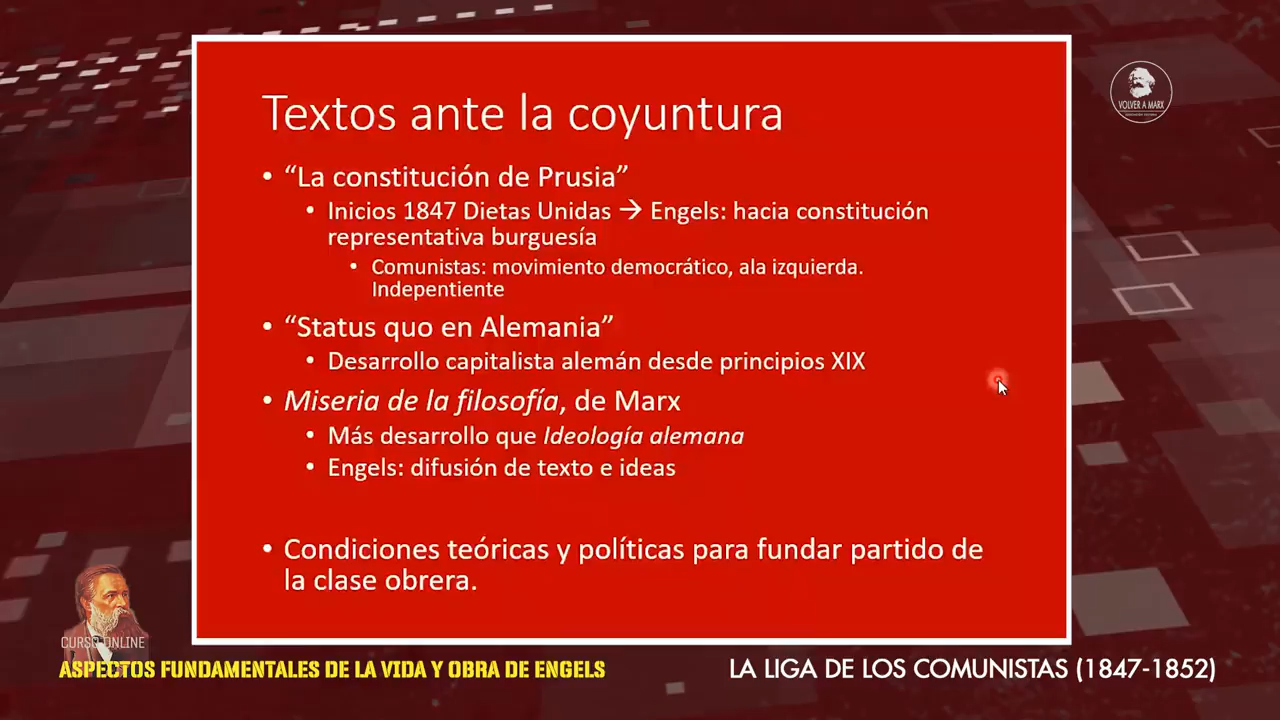 Textos ante la coyuntura
VOLVER A MARX
• “La constitución de Prusia”
• Inicios 1847 Dietas Unidas → Engels: hacia constitución
representativa burguesía
• Comunistas: movimiento democrático, ala izquierda.
Indepentiente
• “Status quo en Alemania”
• Desarrollo capitalista alemán desde principios XIX
• Miseria de la filosofía, de Marx
• Más desarrollo que Ideología alemana
• Engels: difusión de texto e ideas
• Condiciones teóricas y políticas para fundar partido de
la clase obrera.
CURSO ONLINE
ASPECTOS FUNDAMENTALES DE LA VIDA Y OBRA DE ENGELS
LA LIGA DE LOS COMUNISTAS (1847-1852)